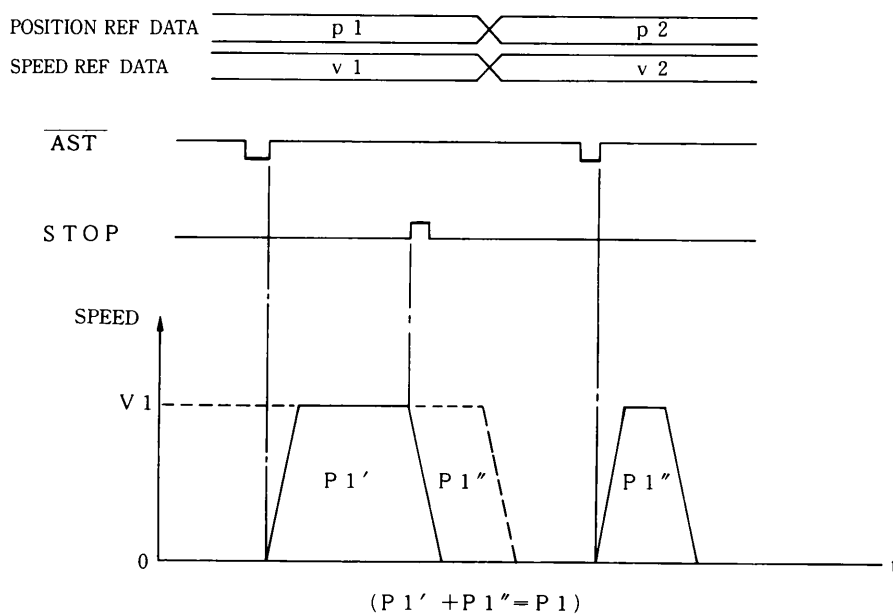 POSITION REF DATA p 1 p 2
SPEED REF DATA v 1 v 2
AST
STOP
SPEED
V 1
P 1′ P 1″ P 1″
0
t
(P 1′ + P 1″ = P 1)